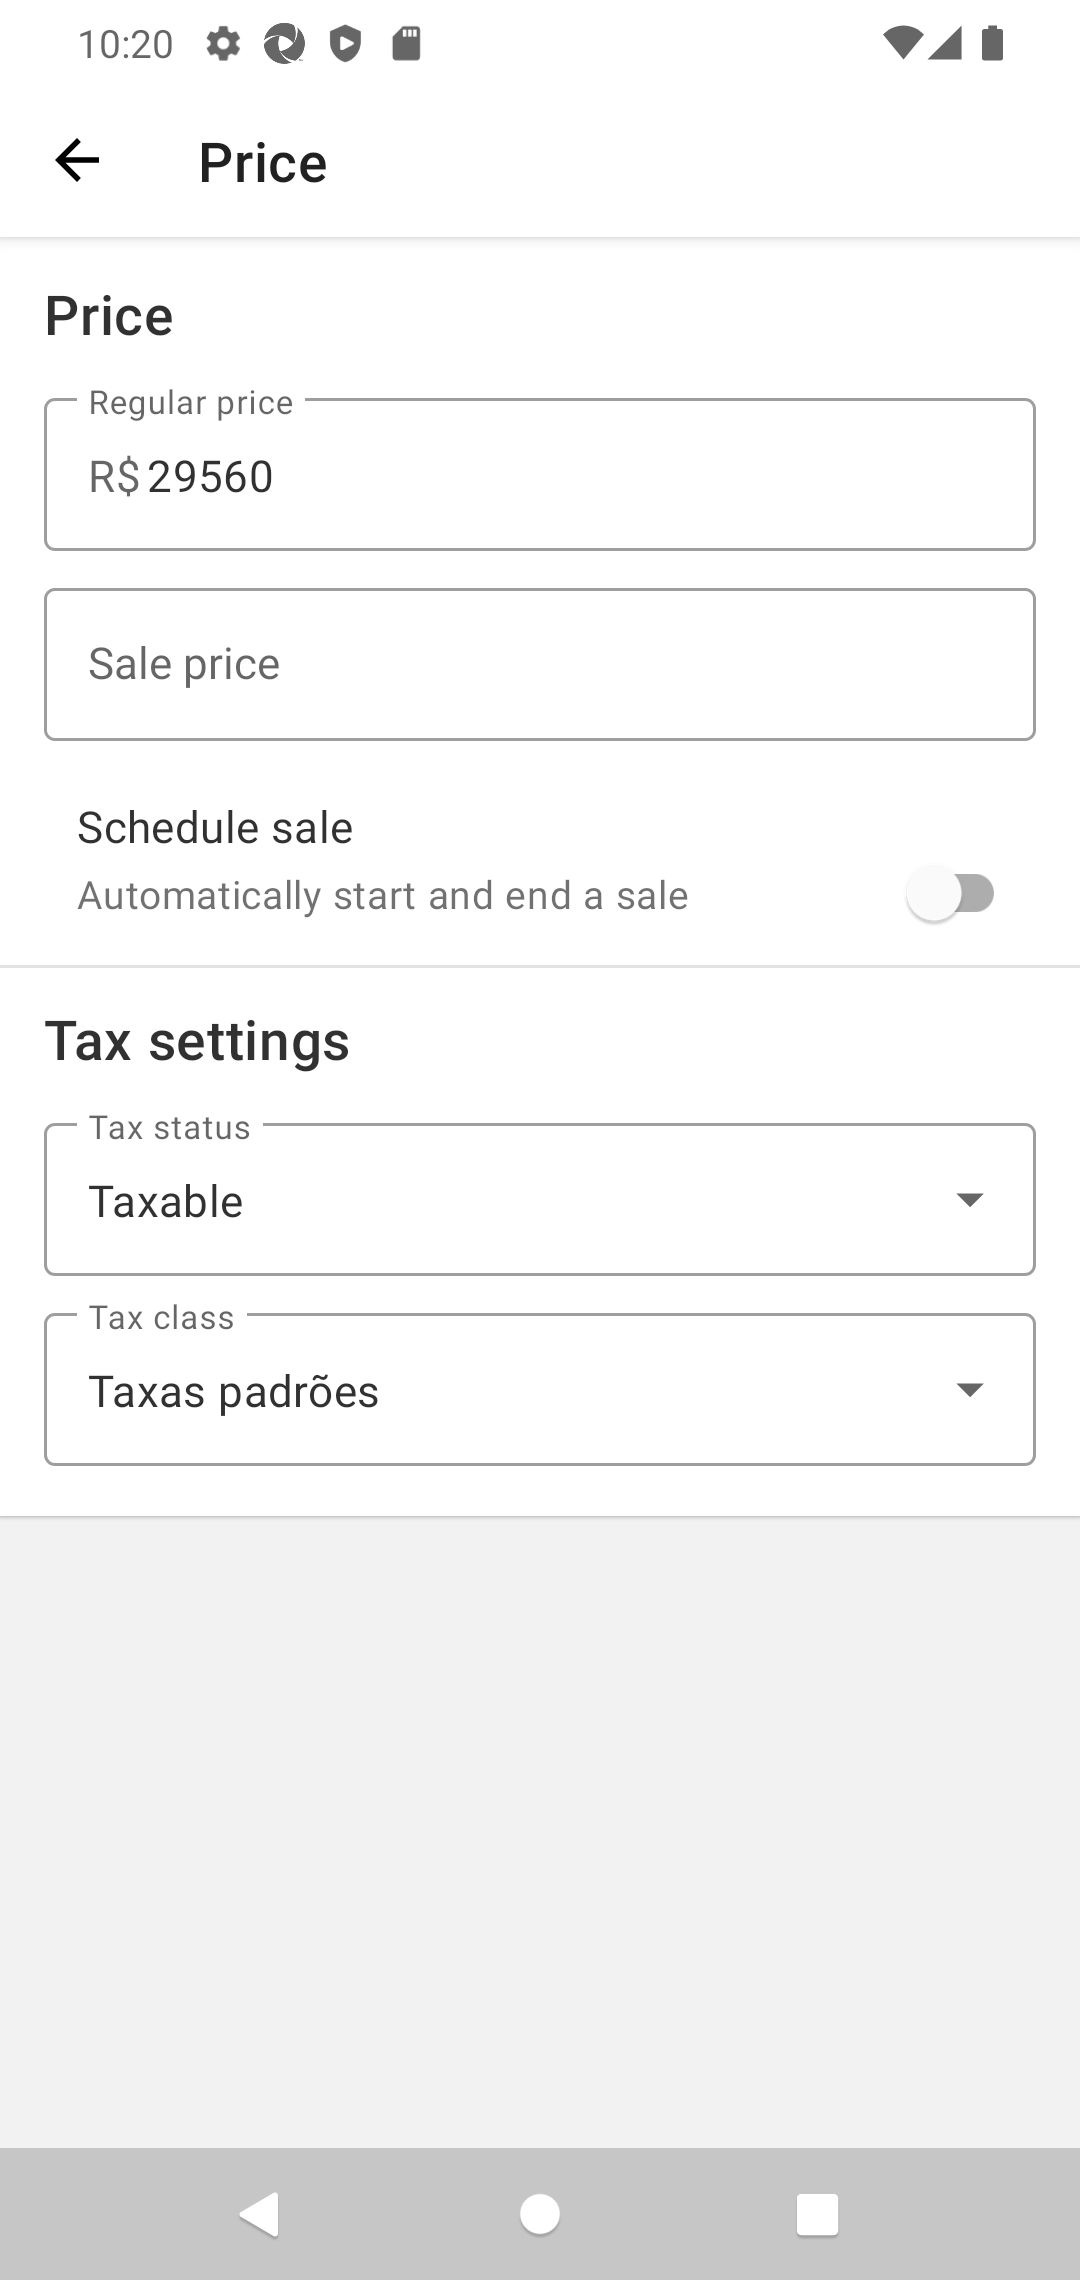 10:20
Price
Price
Regular price
R$ 29560
Sale price
Schedule sale
Automatically start and end a sale
Tax settings
Tax status
Taxable
Tax class
Taxas padrões